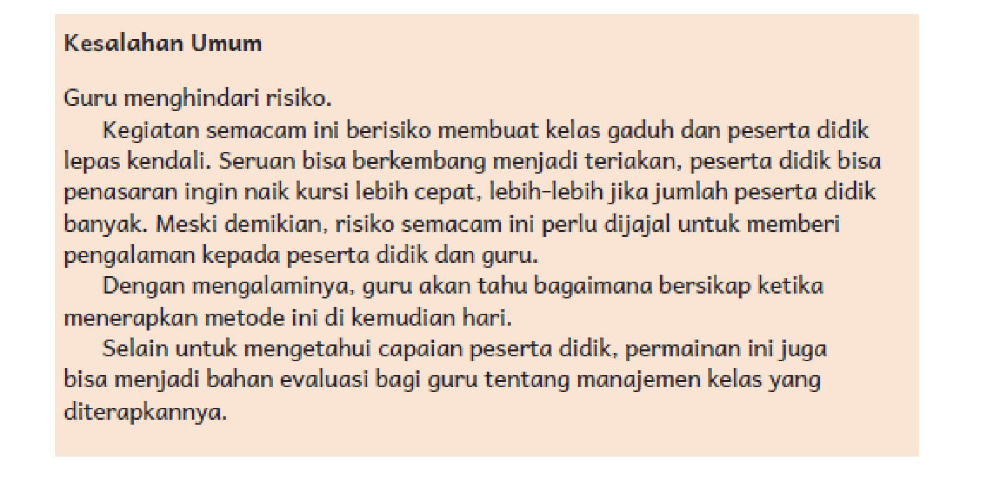 Kesalahan Umum
Guru menghindari risiko.
Kegiatan semacam ini berisiko membuat kelas gaduh dan peserta didik
lepas kendali. Seruan bisa berkembang menjadi teriakan, peserta didik bisa
penasaran ingin naik kursi lebih cepat, lebih-lebih jika jumlah peserta didik
banyak. Meski demikian, risiko semacam ini perlu dijajal untuk memberi
pengalaman kepada peserta didik dan guru.
Dengan mengalaminya, guru akan tahu bagaimana bersikap ketika
menerapkan metode ini di kemudian hari.
Selain untuk mengetahui capaian peserta didik, permainan ini juga
bisa menjadi bahan evaluasi bagi guru tentang manajemen kelas yang
diterapkannya.